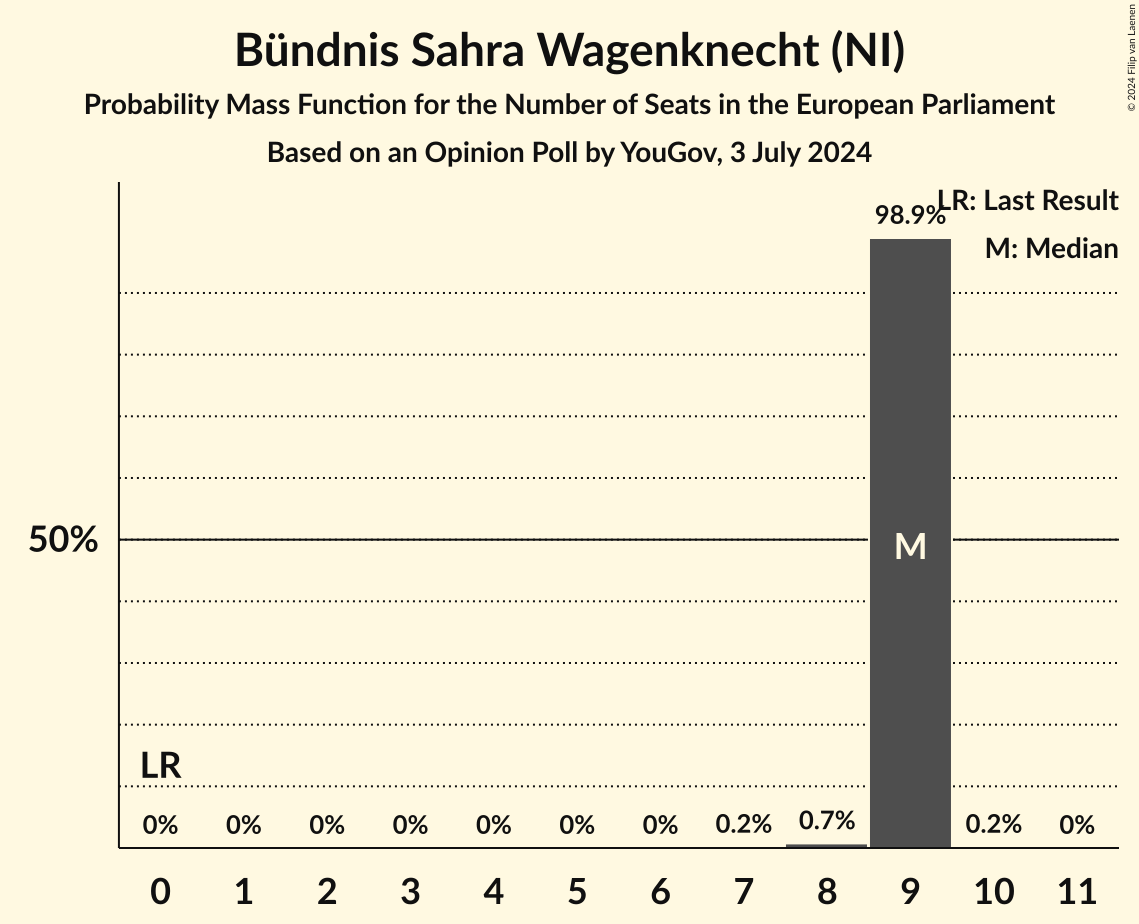 Bündnis Sahra Wagenknecht (NI)
Probability Mass Function for the Number of Seats in the European Parliament
Based on an Opinion Poll by YouGov, 3 July 2024
© 2024 Filip van Laenen
LR: Last Result
M: Median
98.9%
50%
M
LR
0% 0% 0% 0% 0% 0% 0% 0.2% 0.7% 0.2% 0%
0 1 2 3 4 5 6 7 8 9 10 11